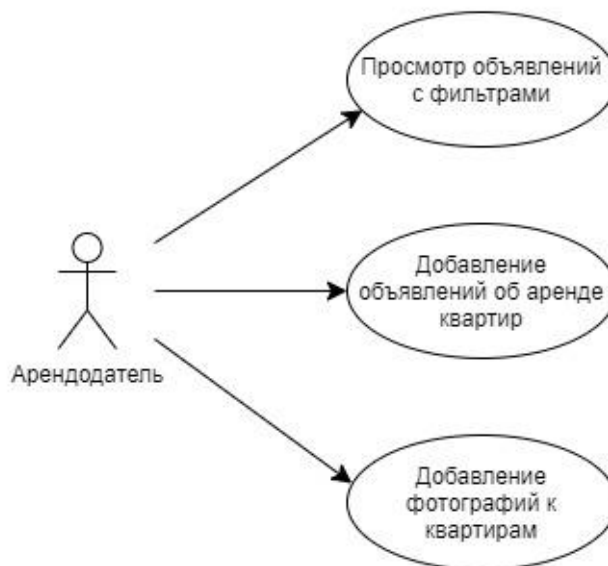 Просмотр объявлений
с фильтрами
Добавление
объявлений об аренде
квартир
Арендодатель
Добавление
фотографий к
квартирам